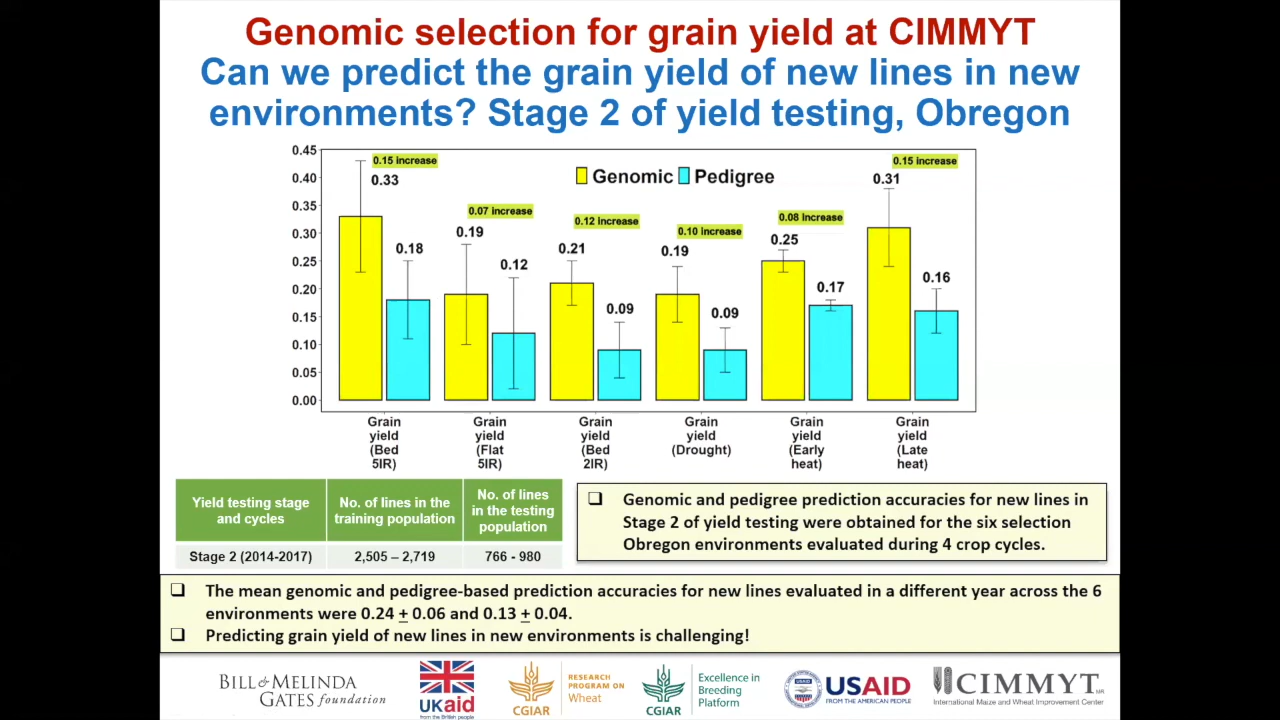 Genomic selection for grain yield at CIMMYT
Can we predict the grain yield of new lines in new
environments? Stage 2 of yield testing, Obregon
0.45
0.40
0.35
0.30
0.25
0.20
0.15
0.10
0.05
0.00
Genomic
Pedigree
0.15 increase
0.33
0.18
0.07 increase
0.19
0.12
0.12 increase
0.21
0.09
0.10 increase
0.19
0.09
0.08 increase
0.25
0.17
0.15 increase
0.31
0.16
Grain
yield
(Bed
5IR)
Grain
yield
(Flat
5IR)
Grain
yield
(Bed
2IR)
Grain
yield
(Drought)
Grain
yield
(Early
heat)
Grain
yield
(Late
heat)
Yield testing stage
and cycles
No. of lines in the
training population
No. of lines
in the testing
population
Stage 2 (2014-2017)
2,505 – 2,719
766 - 980
❑ Genomic and pedigree prediction accuracies for new lines in
Stage 2 of yield testing were obtained for the six selection
Obregon environments evaluated during 4 crop cycles.
❑ The mean genomic and pedigree-based prediction accuracies for new lines evaluated in a different year across the 6
environments were 0.24 ± 0.06 and 0.13 ± 0.04.
❑ Predicting grain yield of new lines in new environments is challenging!
BILL & MELINDA
GATES foundation
UKaid
from the British people
CGIAR
RESEARCH
PROGRAM ON
Wheat
CGIAR
Excellence in
Breeding
Platform
USAID
FROM THE AMERICAN PEOPLE
CIMMYT
International Maize and Wheat Improvement Center